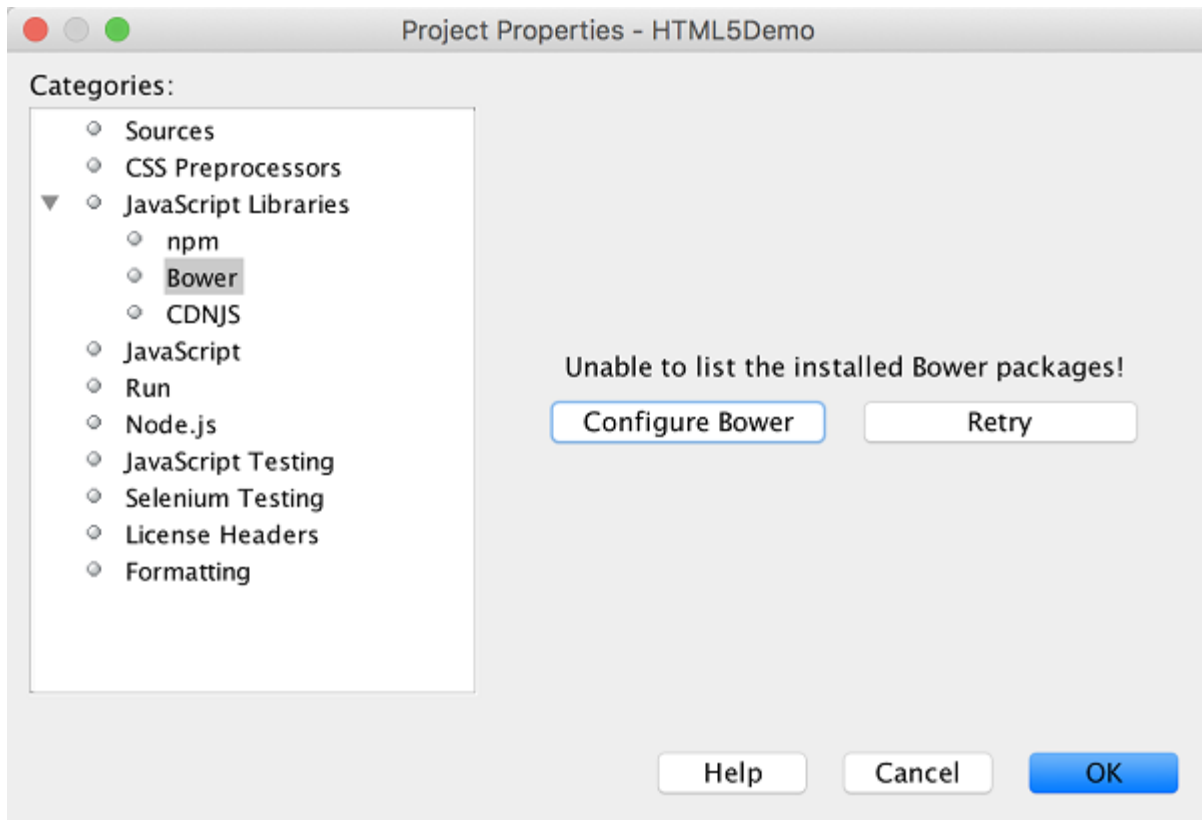 Project Properties - HTML5Demo
Categories:
Sources
CSS Preprocessors
JavaScript Libraries
npm
Bower
CDNJS
JavaScript
Run
Node.js
JavaScript Testing
Selenium Testing
License Headers
Formatting
Unable to list the installed Bower packages!
Configure Bower Retry
Help Cancel OK